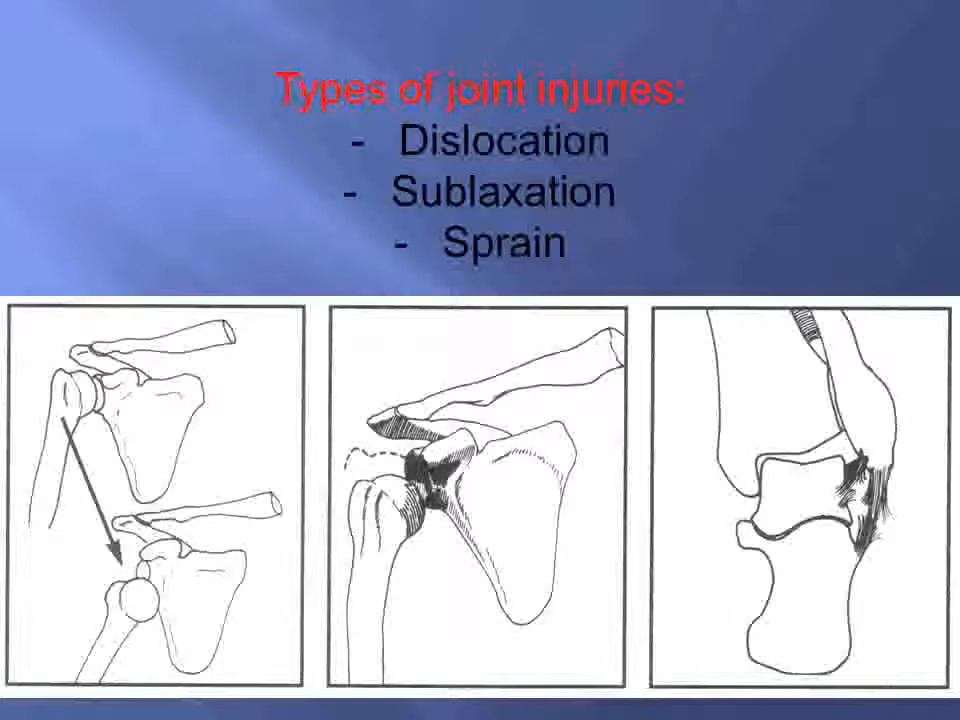 Types of joint injuries:
- Dislocation
- Sublaxation
- Sprain